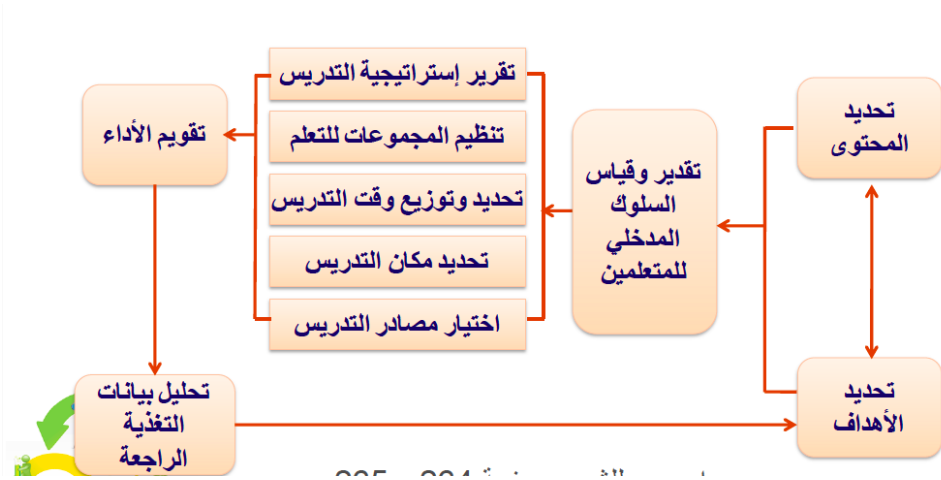 تحديد
المحتوى
تحديد
الأهداف
تقدير وقياس
السلوك
المدخلي
للمتعلمين
تقرير إستراتيجية التدريس
تنظيم المجموعات للتعلم
تحديد وتوزيع وقت التدريس
تحديد مكان التدريس
اختيار مصادر التدريس
تقويم الأداء
تحليل بيانات
التغذية
الراجعة